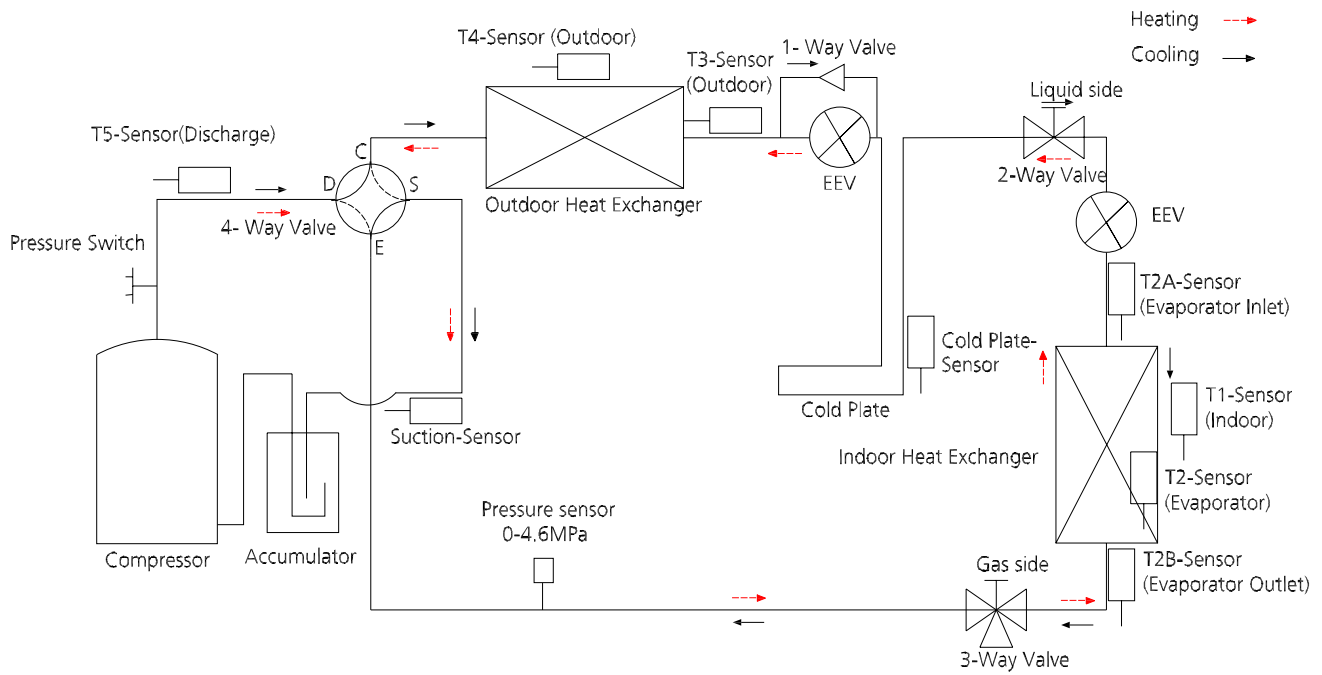 Heating
Cooling
T4-Sensor (Outdoor)
1- Way Valve
T3-Sensor
(Outdoor)
Liquid side
T5-Sensor(Discharge)
C
D
S
E
4- Way Valve
EEV
2-Way Valve
Outdoor Heat Exchanger
EEV
Pressure Switch
T2A-Sensor
(Evaporator Inlet)
Cold Plate-
Sensor
Cold Plate
T1-Sensor
(Indoor)
Suction-Sensor
Indoor Heat Exchanger
T2-Sensor
(Evaporator)
Pressure sensor
0-4.6MPa
Compressor
Accumulator
Gas side
T2B-Sensor
(Evaporator Outlet)
3-Way Valve